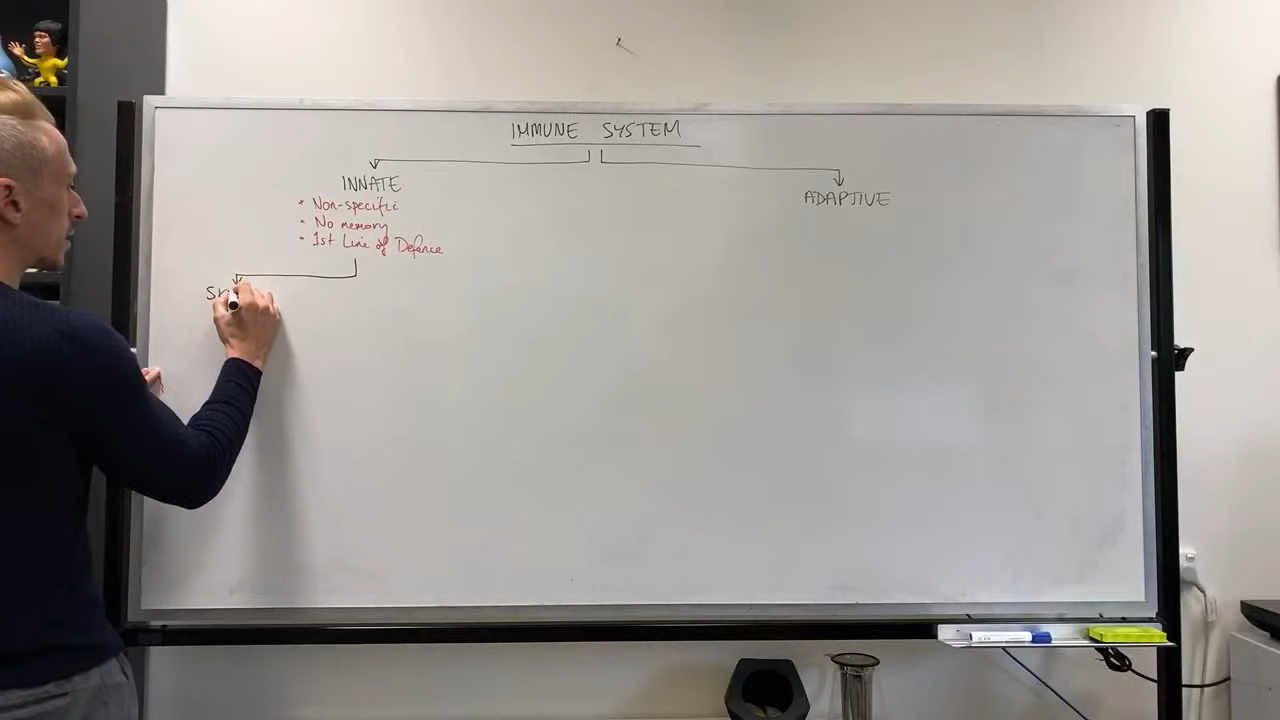 IMMUNE SYSTEM
INNATE
• Non-specific
• No memory
• 1st Line of Defence
ADAPTIVE